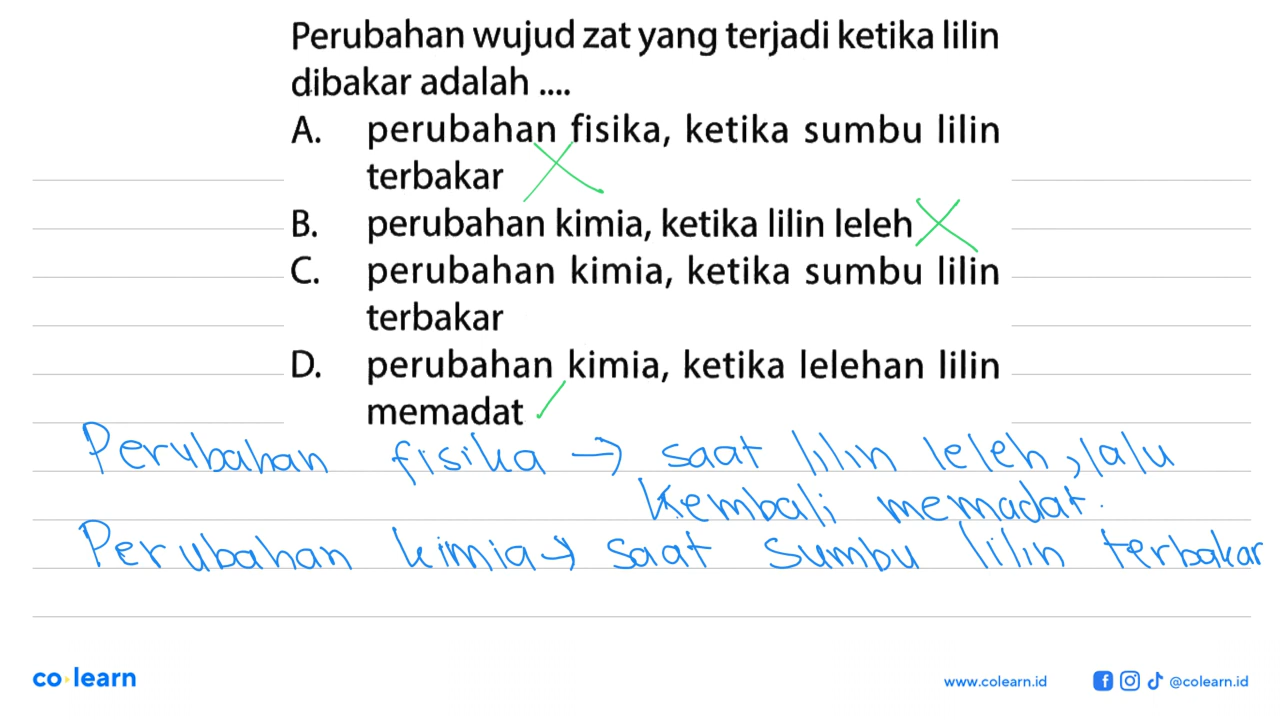 Perubahan wujud zat yang terjadi ketika lilin
dibakar adalah ....
A. perubahan fisika, ketika sumbu lilin
terbakar
B. perubahan kimia, ketika lilin leleh
C. perubahan kimia, ketika sumbu lilin
terbakar
D. perubahan kimia, ketika lelehan lilin
memadat
Perubahan fisika → saat lilin leleh, lalu
kembali memadat.
Perubahan kimia → saat sumbu lilin terbakar
co learn
www.colearn.id @colearn.id